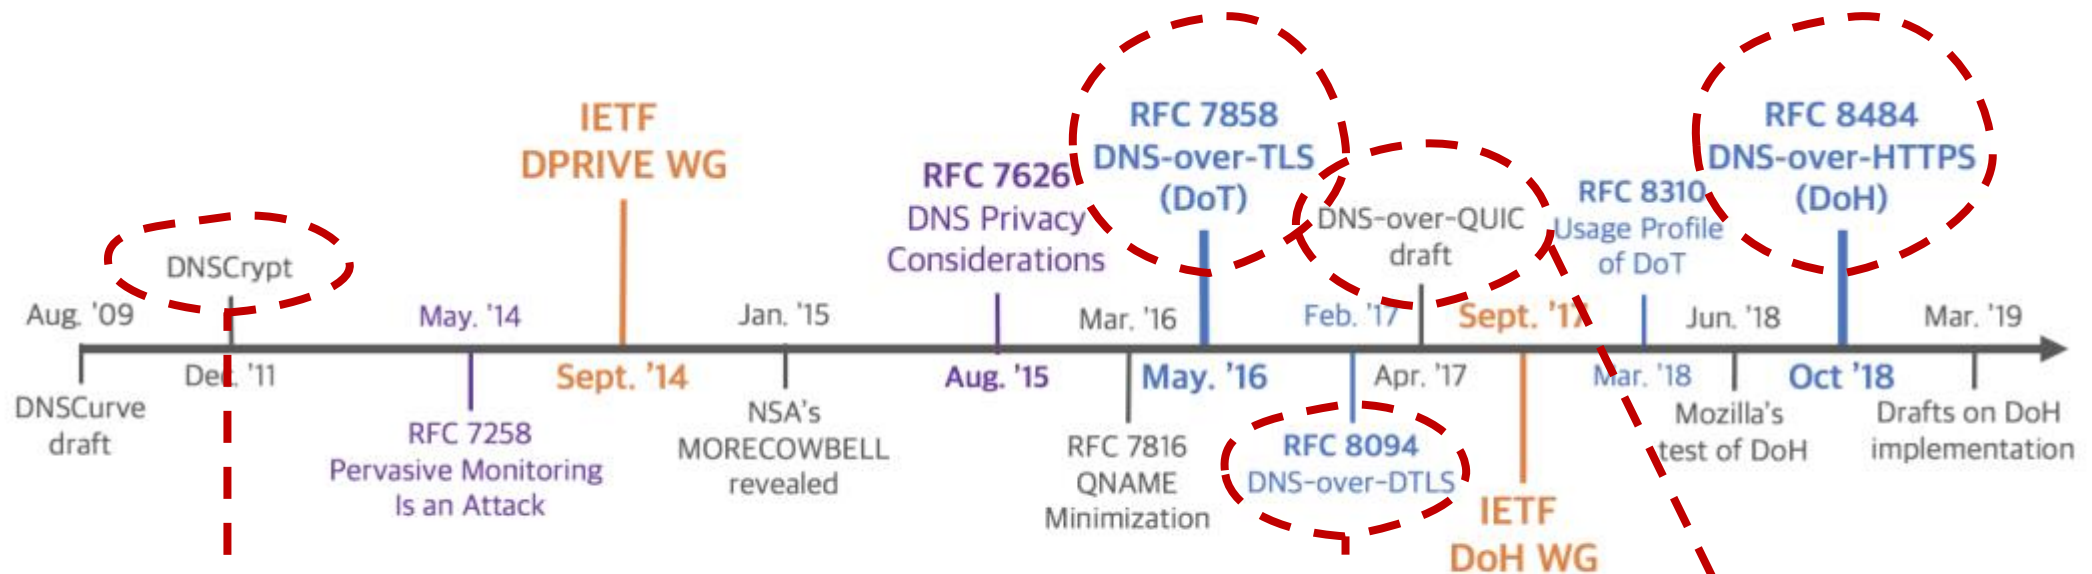 Aug. '09
DNSCurve
draft
DNSCrypt
Dec. '11
May. '14
RFC 7258
Pervasive Monitoring
Is an Attack
IETF
DPRIVE WG
Sept. '14
Jan. '15
NSA's
MORECOWBELL
revealed
RFC 7626
DNS Privacy
Considerations
Aug. '15
Mar. '16
RFC 7816
QNAME
Minimization
RFC 7858
DNS-over-TLS
(DoT)
May. '16
Feb. '17
RFC 8094
DNS-over-DTLS
DNS-over-QUIC
draft
Apr. '17
Sept. '17
IETF
DoH WG
RFC 8310
Usage Profile
of DoT
Mar. '18
Jun. '18
Mozilla's
test of DoH
RFC 8484
DNS-over-HTTPS
(DoH)
Oct '18
Mar. '19
Drafts on DoH
implementation